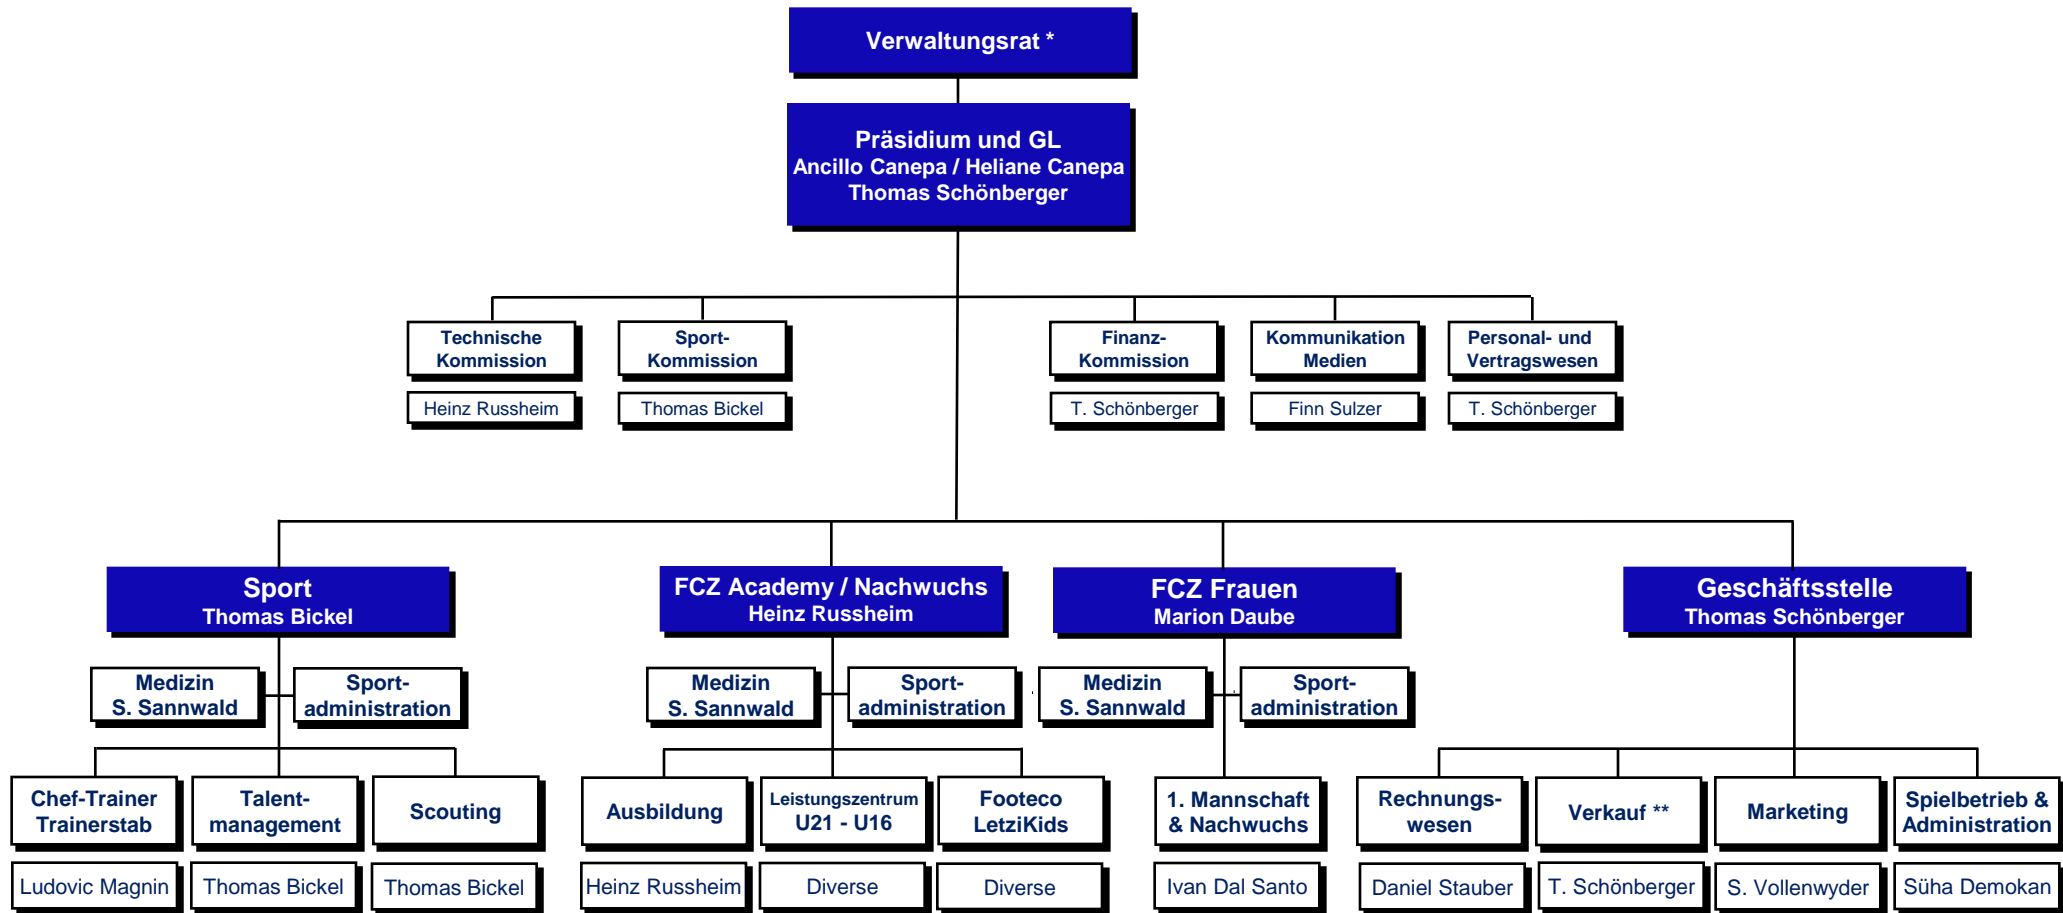 Verwaltungsrat *
Präsidium und GL
Ancillo Canepa / Heliane Canepa
Thomas Schönberger
Technische
Kommission
Heinz Russheim
Sport-
Kommission
Thomas Bickel
Finanz-
Kommission
T. Schönberger
Kommunikation
Medien
Finn Sulzer
Personal- und
Vertragswesen
T. Schönberger
Sport
Thomas Bickel
Medizin
S. Sannwald
Sport-
administration
Chef-Trainer
Trainerstab
Ludovic Magnin
Talent-
management
Thomas Bickel
Scouting
Thomas Bickel
FCZ Academy / Nachwuchs
Heinz Russheim
Medizin
S. Sannwald
Sport-
administration
Ausbildung
Heinz Russheim
Leistungszentrum
U21 - U16
Diverse
Footeco
LetziKids
Diverse
FCZ Frauen
Marion Daube
Medizin
S. Sannwald
Sport-
administration
1. Mannschaft
& Nachwuchs
Ivan Dal Santo
Geschäftsstelle
Thomas Schönberger
Rechnungs-
wesen
Daniel Stauber
Verkauf **
T. Schönberger
Marketing
S. Vollenwyder
Spielbetrieb &
Administration
Süha Demokan